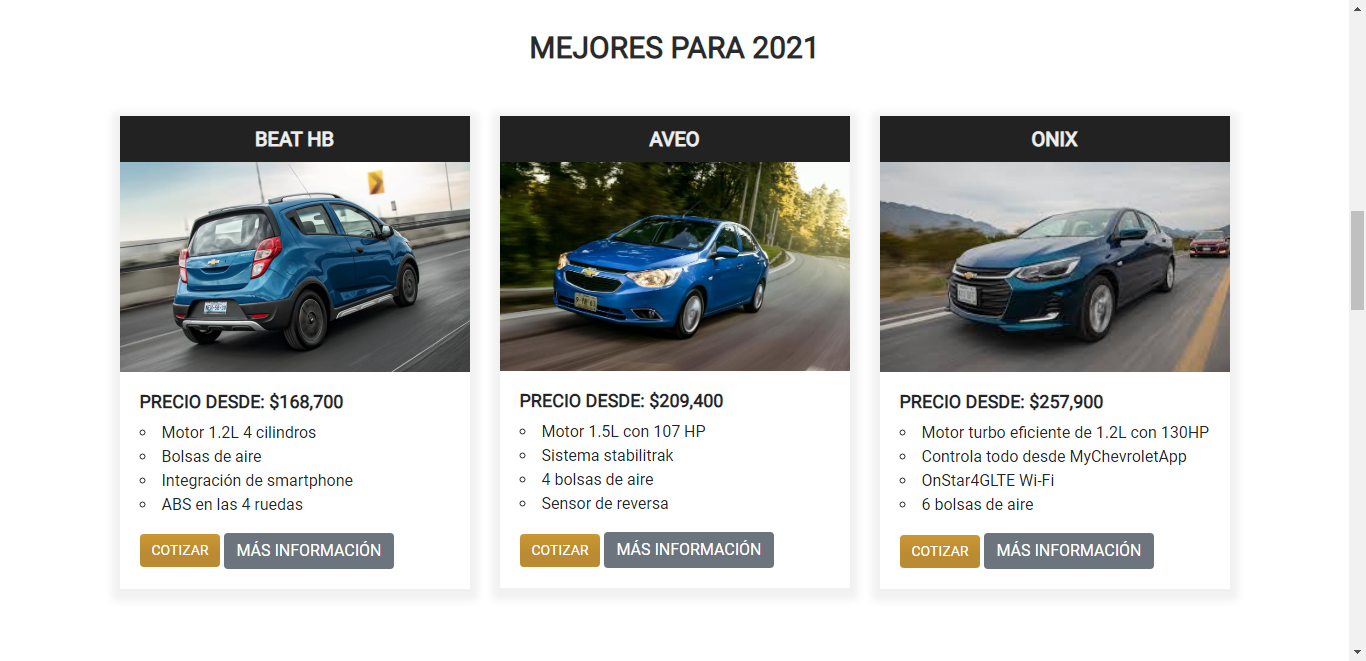 MEJORES PARA 2021
BEAT HB
PRECIO DESDE: $168,700
Motor 1.2L 4 cilindros
Bolsas de aire
Integración de smartphone
ABS en las 4 ruedas
COTIZAR MÁS INFORMACIÓN
AVEO
PRECIO DESDE: $209,400
Motor 1.5L con 107 HP
Sistema stabilitrak
4 bolsas de aire
Sensor de reversa
COTIZAR MÁS INFORMACIÓN
ONIX
PRECIO DESDE: $257,900
Motor turbo eficiente de 1.2L con 130HP
Controla todo desde MyChevroletApp
OnStar4GLTE Wi-Fi
6 bolsas de aire
COTIZAR MÁS INFORMACIÓN